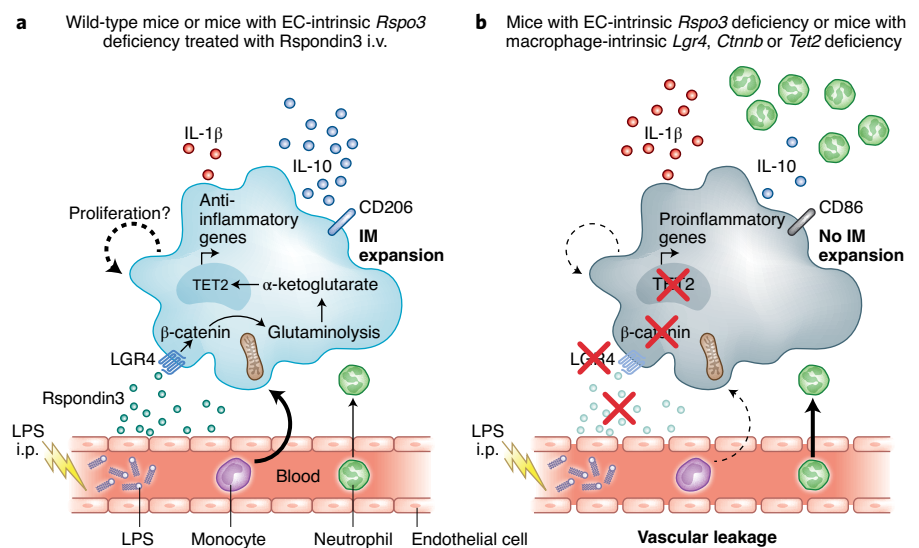 a
Wild-type mice or mice with EC-intrinsic Rspo3
deficiency treated with Rspondin3 i.v.
IL-1β
IL-10
Proliferation?
Anti-
inflammatory
genes
CD206
IM
expansion
TET2
α-ketoglutarate
β-catenin
Glutaminolysis
LGR4
Rspondin3
LPS
i.p.
Blood
LPS
Monocyte
Neutrophil
Endothelial cell
b
Mice with EC-intrinsic Rspo3 deficiency or mice with
macrophage-intrinsic Lgr4, Ctnnb or Tet2 deficiency
IL-1β
IL-10
Proinflammatory
genes
CD86
No IM
expansion
TET2
β-catenin
LGR4
LPS
i.p.
Vascular leakage